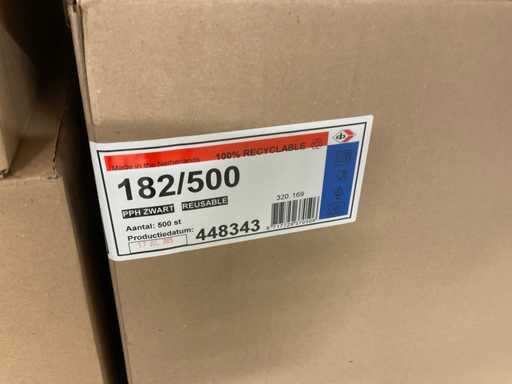 Made in the Netherlands
100% RECYCLABLE
182/500
PPH ZWART REUSABLE
320.169
Aantal: 500 st
Productiedatum:
448343